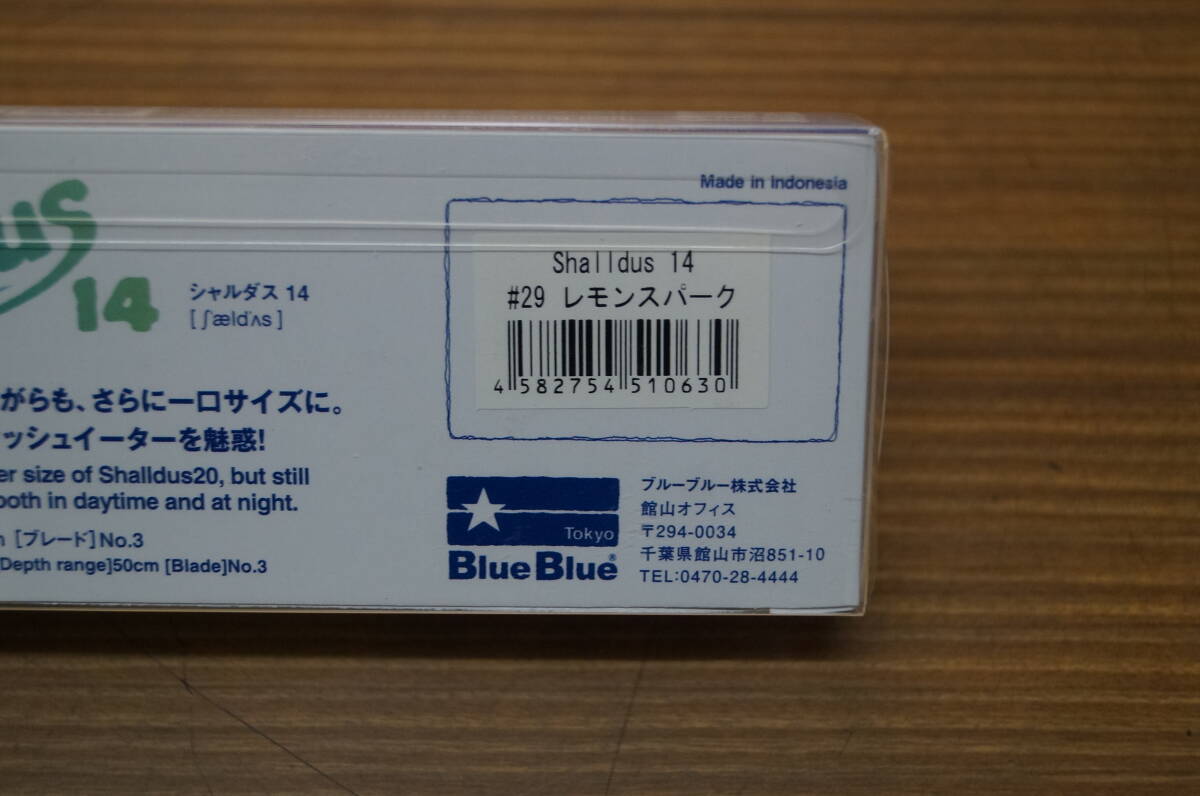 Made in Indonesia
14
シャルダス 14
[ʃældʌs]
Shalldus 14
#29 レモンスパーク
4 582754 510630
がらも、さらに一口サイズに。
ッシュイーターを魅惑!
size of Shalldus20, but still
in daytime and at night.
[ブレード]No.3
[Depth range]50cm [Blade]No.3
Tokyo
BlueBlue®
ブルーブルー株式会社
館山オフィス
〒294-0034
千葉県館山市沼851-10
TEL:0470-28-4444